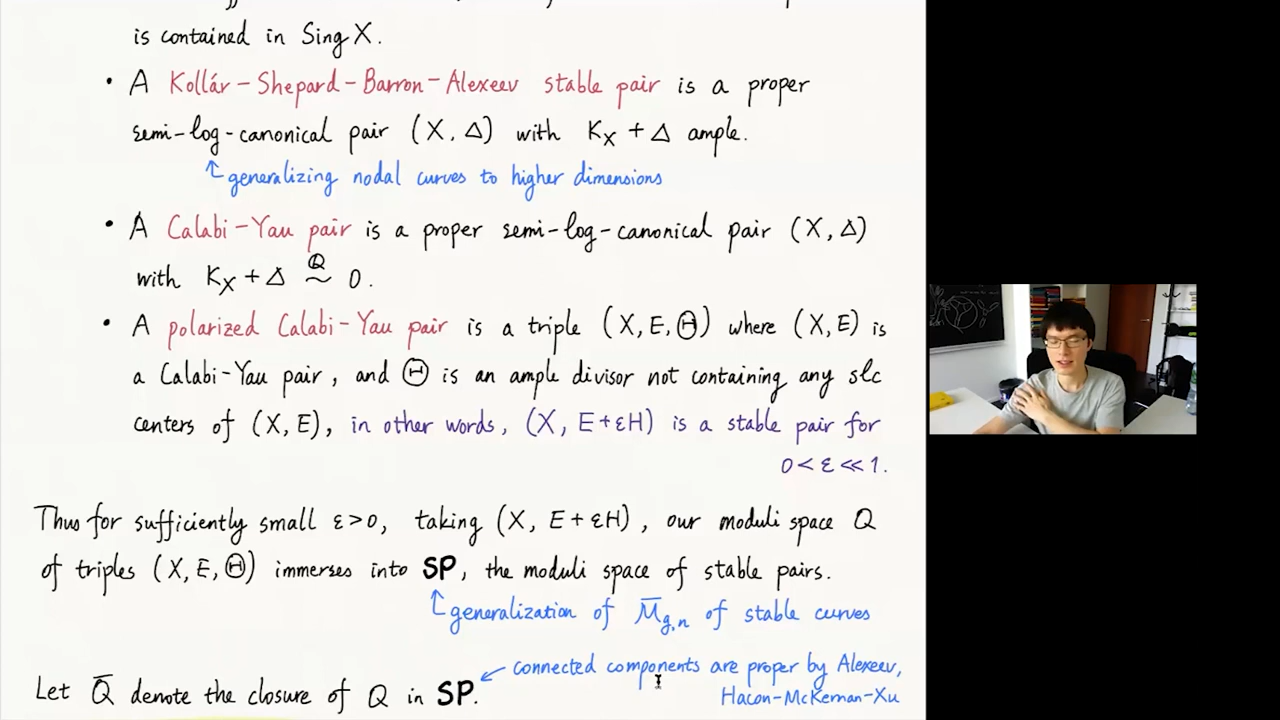 is contained in Sing X.
• A Kollár-Shepard-Barron-Alexeev stable pair is a proper
semi-log-canonical pair (X, Δ) with K_X + Δ ample.
↑ generalizing nodal curves to higher dimensions
• A Calabi-Yau pair is a proper semi-log-canonical pair (X, Δ)
with K_X + Δ ~^Q 0.
• A polarized Calabi-Yau pair is a triple (X, E, Θ) where (X, E) is
a Calabi-Yau pair, and Θ is an ample divisor not containing any slc
centers of (X, E), in other words, (X, E+εH) is a stable pair for
0<ε≪1.
Thus for sufficiently small ε>0, taking (X, E+εH), our moduli space Q
of triples (X, E, Θ) immerses into SP, the moduli space of stable pairs.
↑ generalization of M̄_{g,n} of stable curves
connected components are proper by Alexeev,
Hacon-McKernan-Xu
Let Q̄ denote the closure of Q in SP.